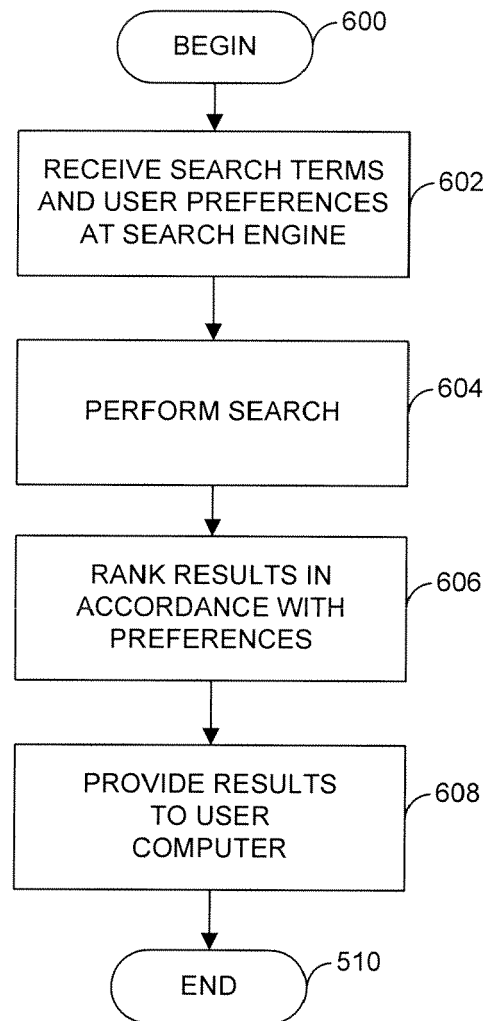 BEGIN
600
RECEIVE SEARCH TERMS
AND USER PREFERENCES
AT SEARCH ENGINE
602
PERFORM SEARCH
604
RANK RESULTS IN
ACCORDANCE WITH
PREFERENCES
606
PROVIDE RESULTS
TO USER
COMPUTER
608
END
510